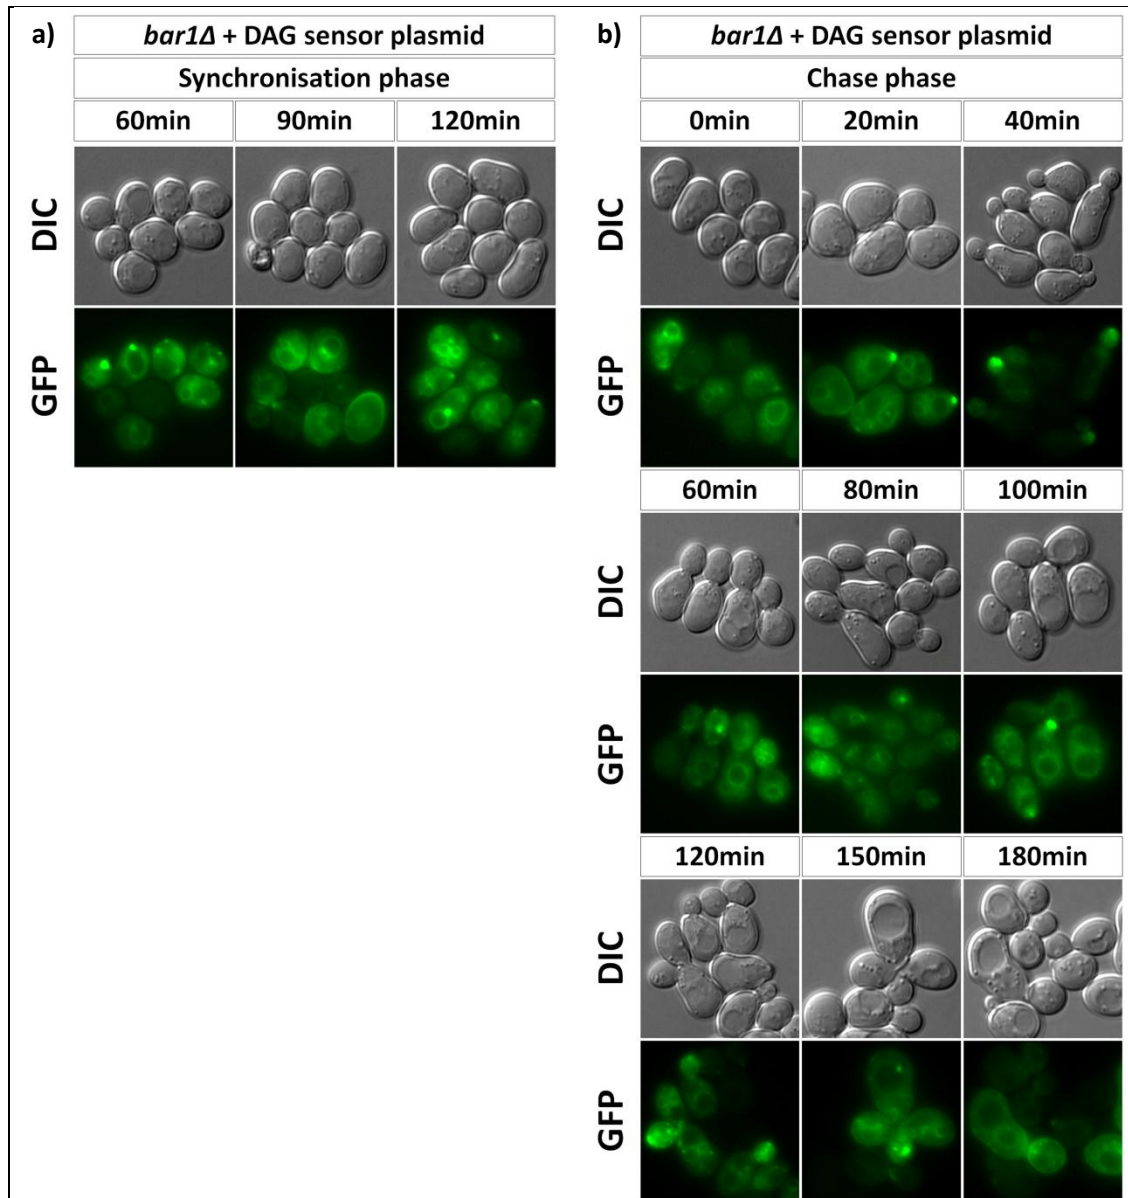 a)
bar1Δ + DAG sensor plasmid
Synchronisation phase
60min 90min 120min
DIC
GFP
b)
bar1Δ + DAG sensor plasmid
Chase phase
0min 20min 40min
DIC
GFP
60min 80min 100min
DIC
GFP
120min 150min 180min
DIC
GFP